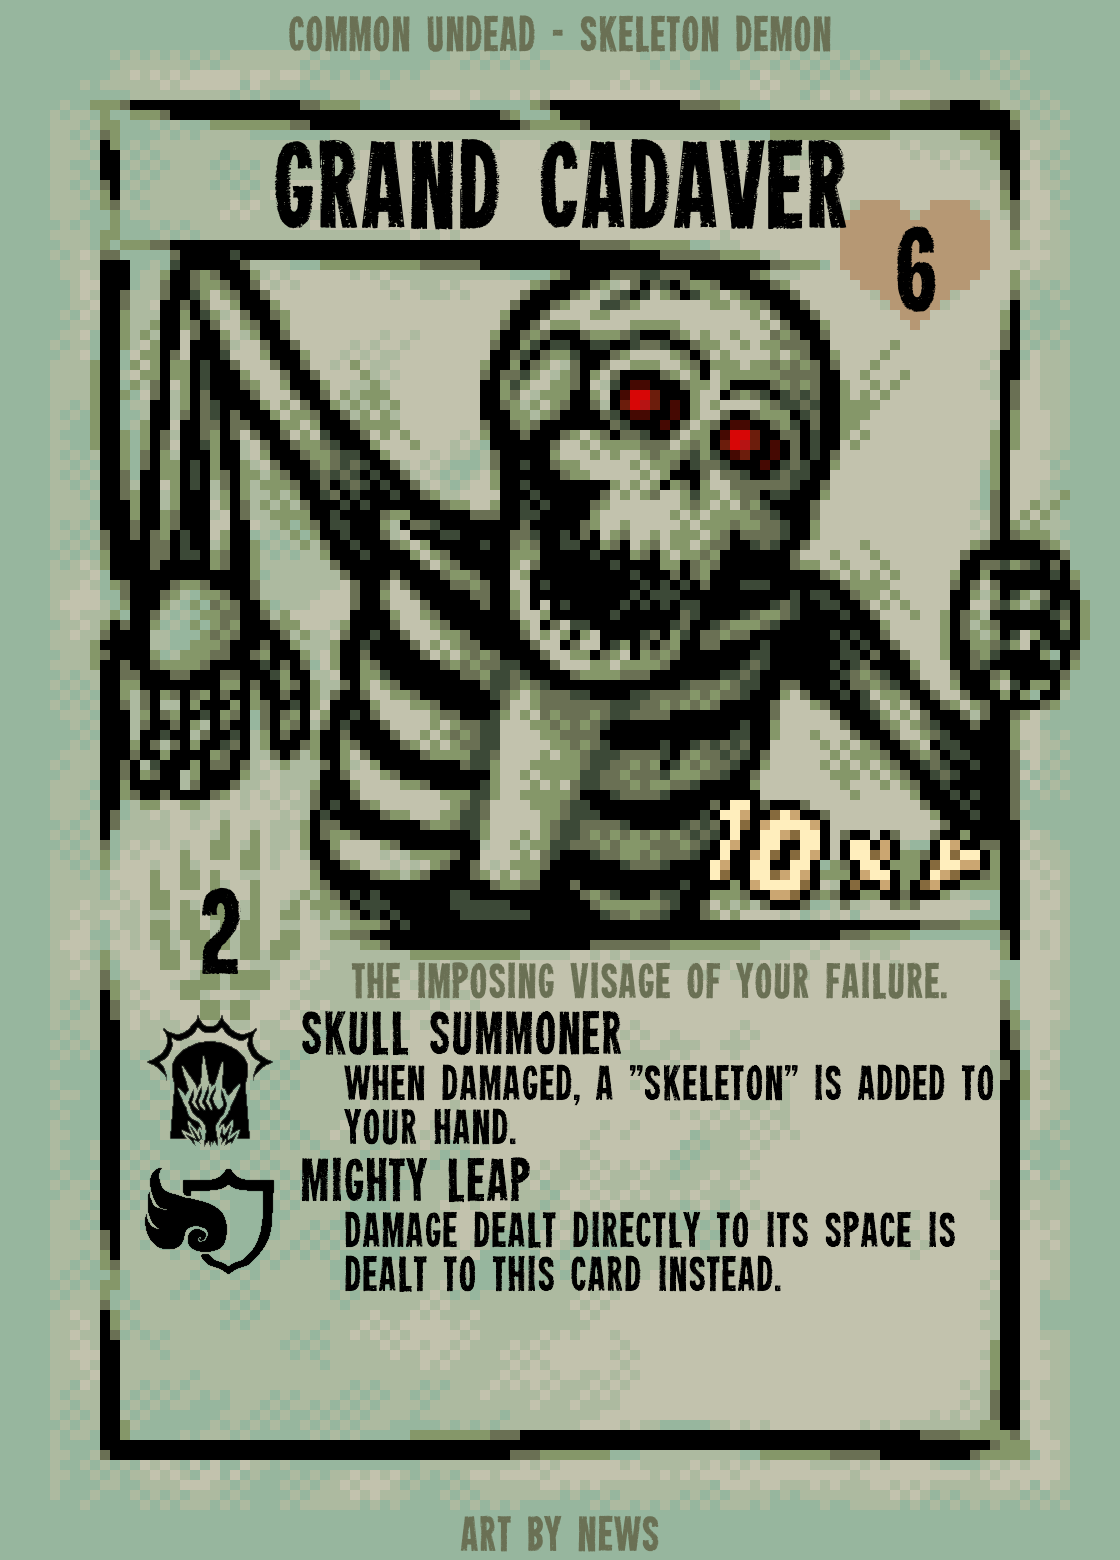 COMMON UNDEAD - SKELETON DEMON
GRAND CADAVER
6
10
2
THE IMPOSING VISAGE OF YOUR FAILURE.
SKULL SUMMONER
WHEN DAMAGED, A ”SKELETON” IS ADDED TO
YOUR HAND.
MIGHTY LEAP
DAMAGE DEALT DIRECTLY TO ITS SPACE IS
DEALT TO THIS CARD INSTEAD.
ART BY NEWS